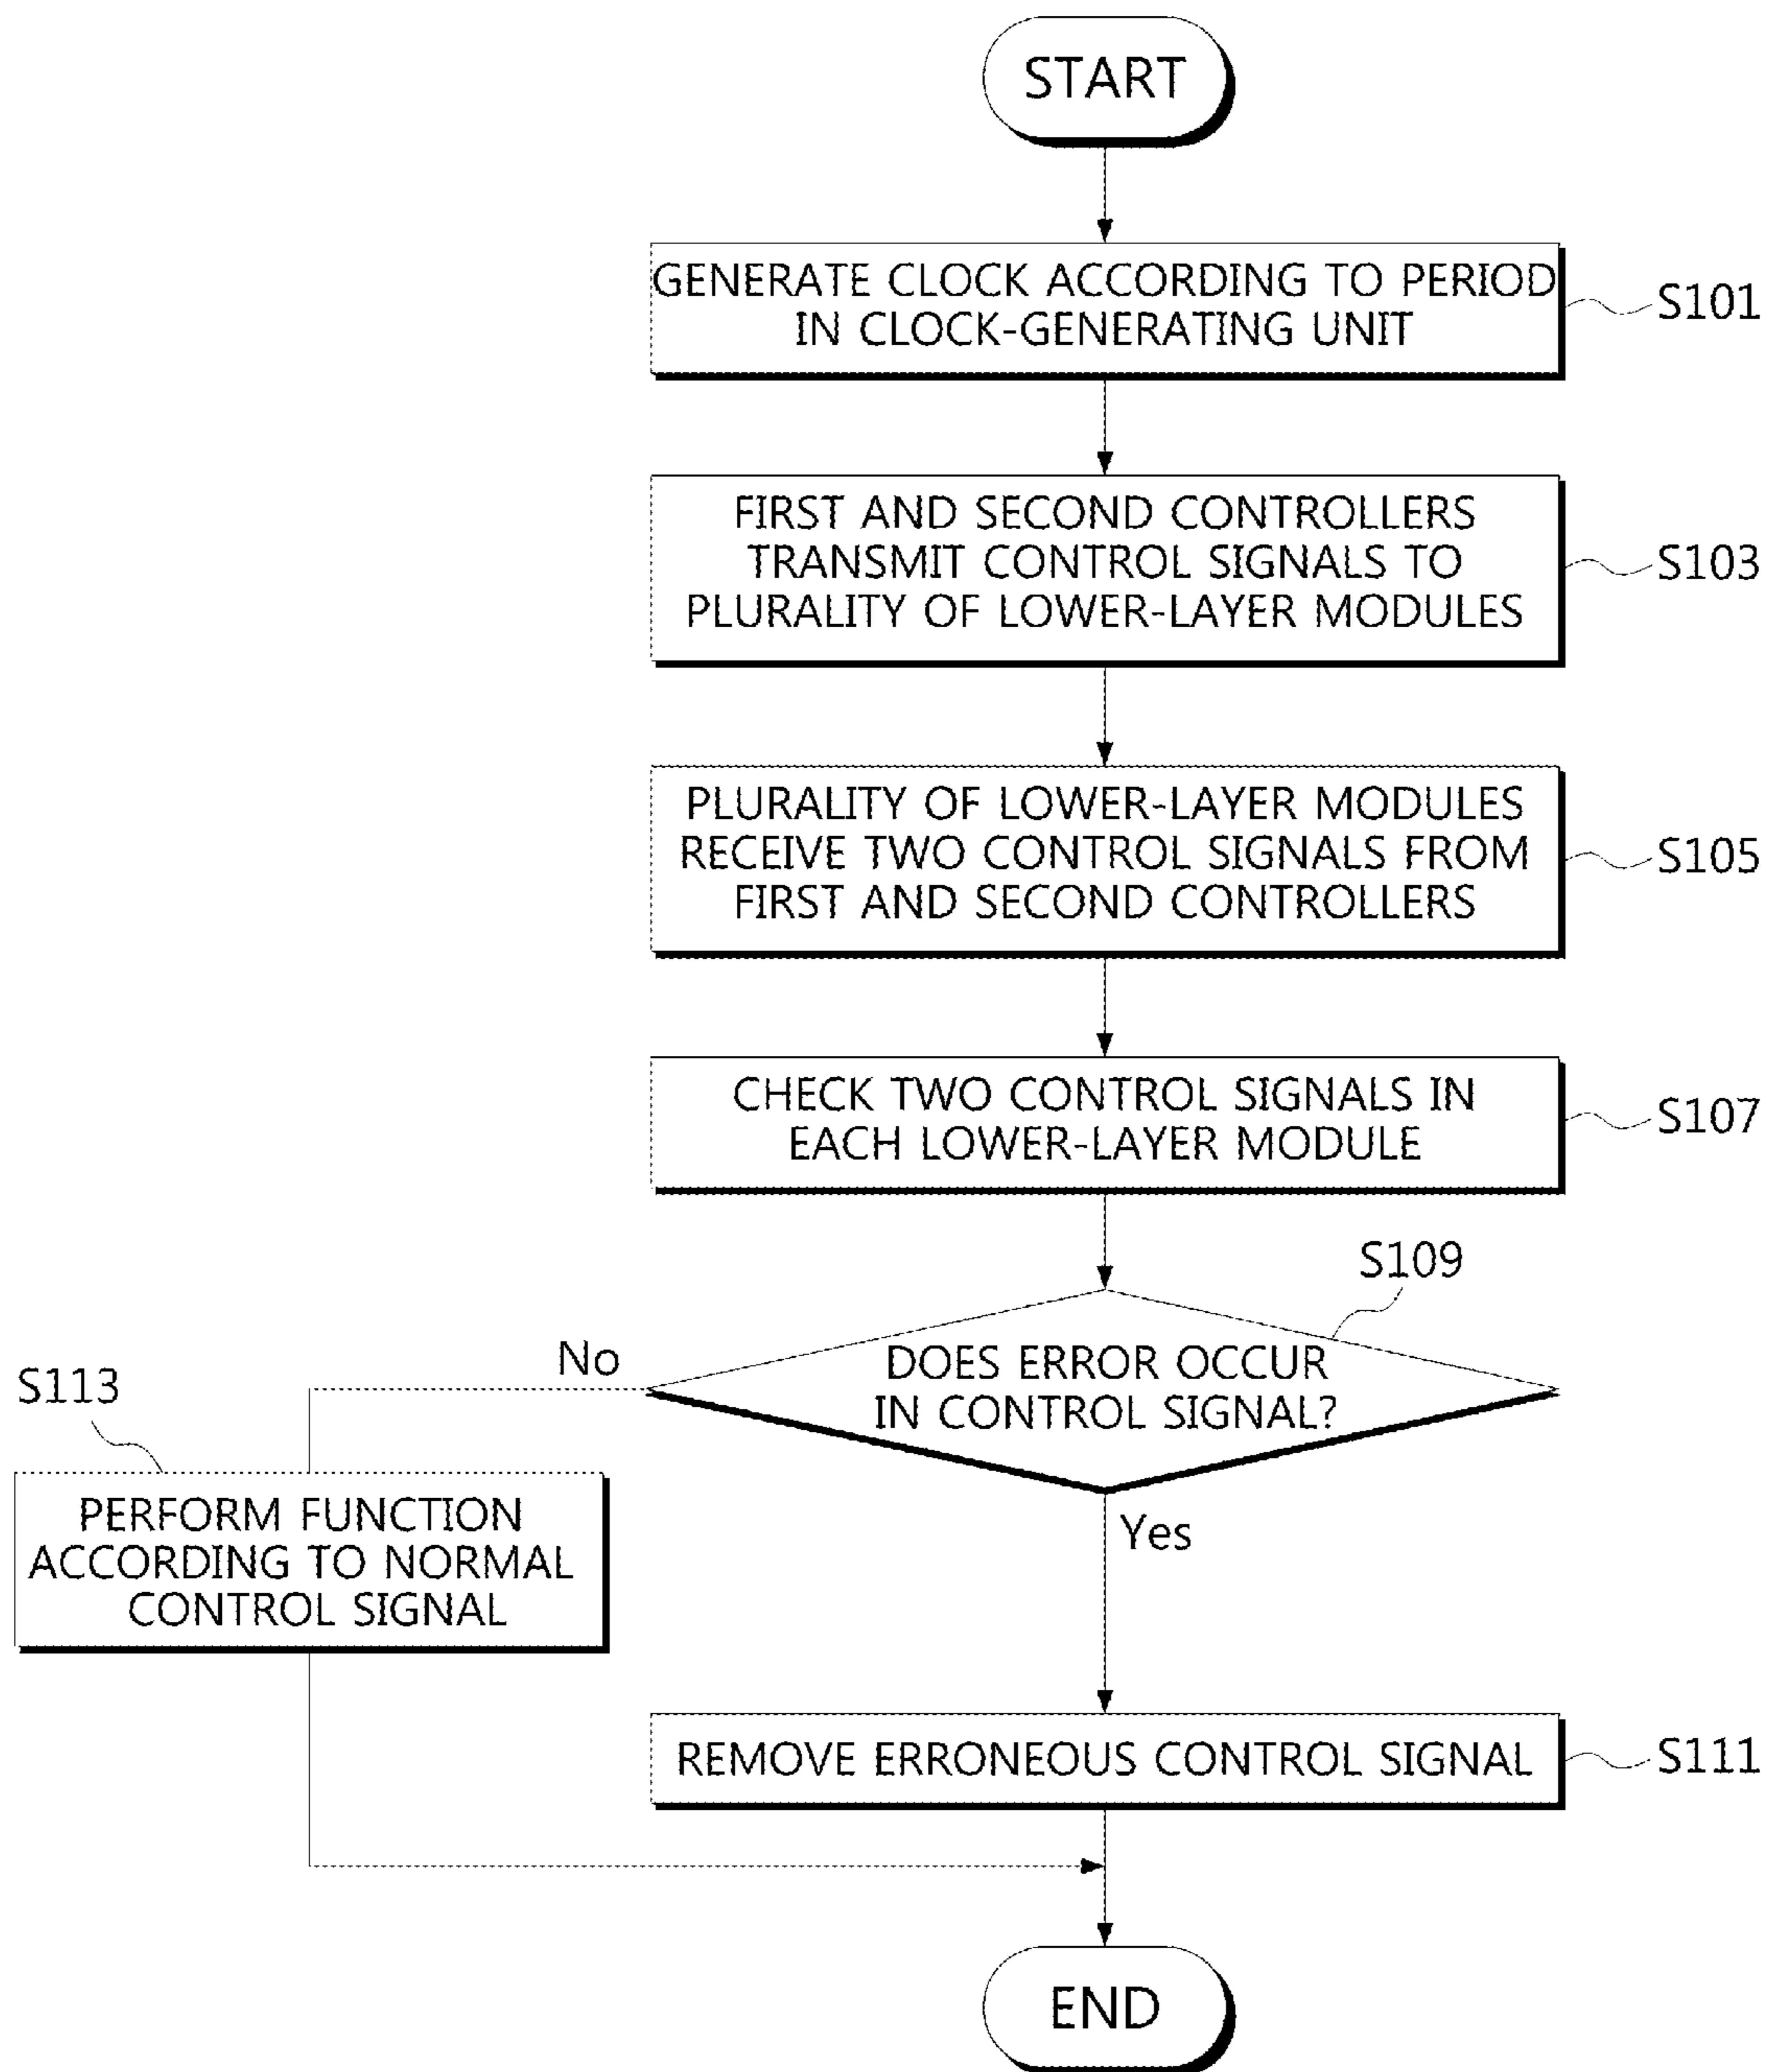 START
GENERATE CLOCK ACCORDING TO PERIOD
IN CLOCK-GENERATING UNIT
S101
FIRST AND SECOND CONTROLLERS
TRANSMIT CONTROL SIGNALS TO
PLURALITY OF LOWER-LAYER MODULES
S103
PLURALITY OF LOWER-LAYER MODULES
RECEIVE TWO CONTROL SIGNALS FROM
FIRST AND SECOND CONTROLLERS
S105
CHECK TWO CONTROL SIGNALS IN
EACH LOWER-LAYER MODULE
S107
S109
DOES ERROR OCCUR
IN CONTROL SIGNAL?
No
S113
PERFORM FUNCTION
ACCORDING TO NORMAL
CONTROL SIGNAL
Yes
REMOVE ERRONEOUS CONTROL SIGNAL
S111
END